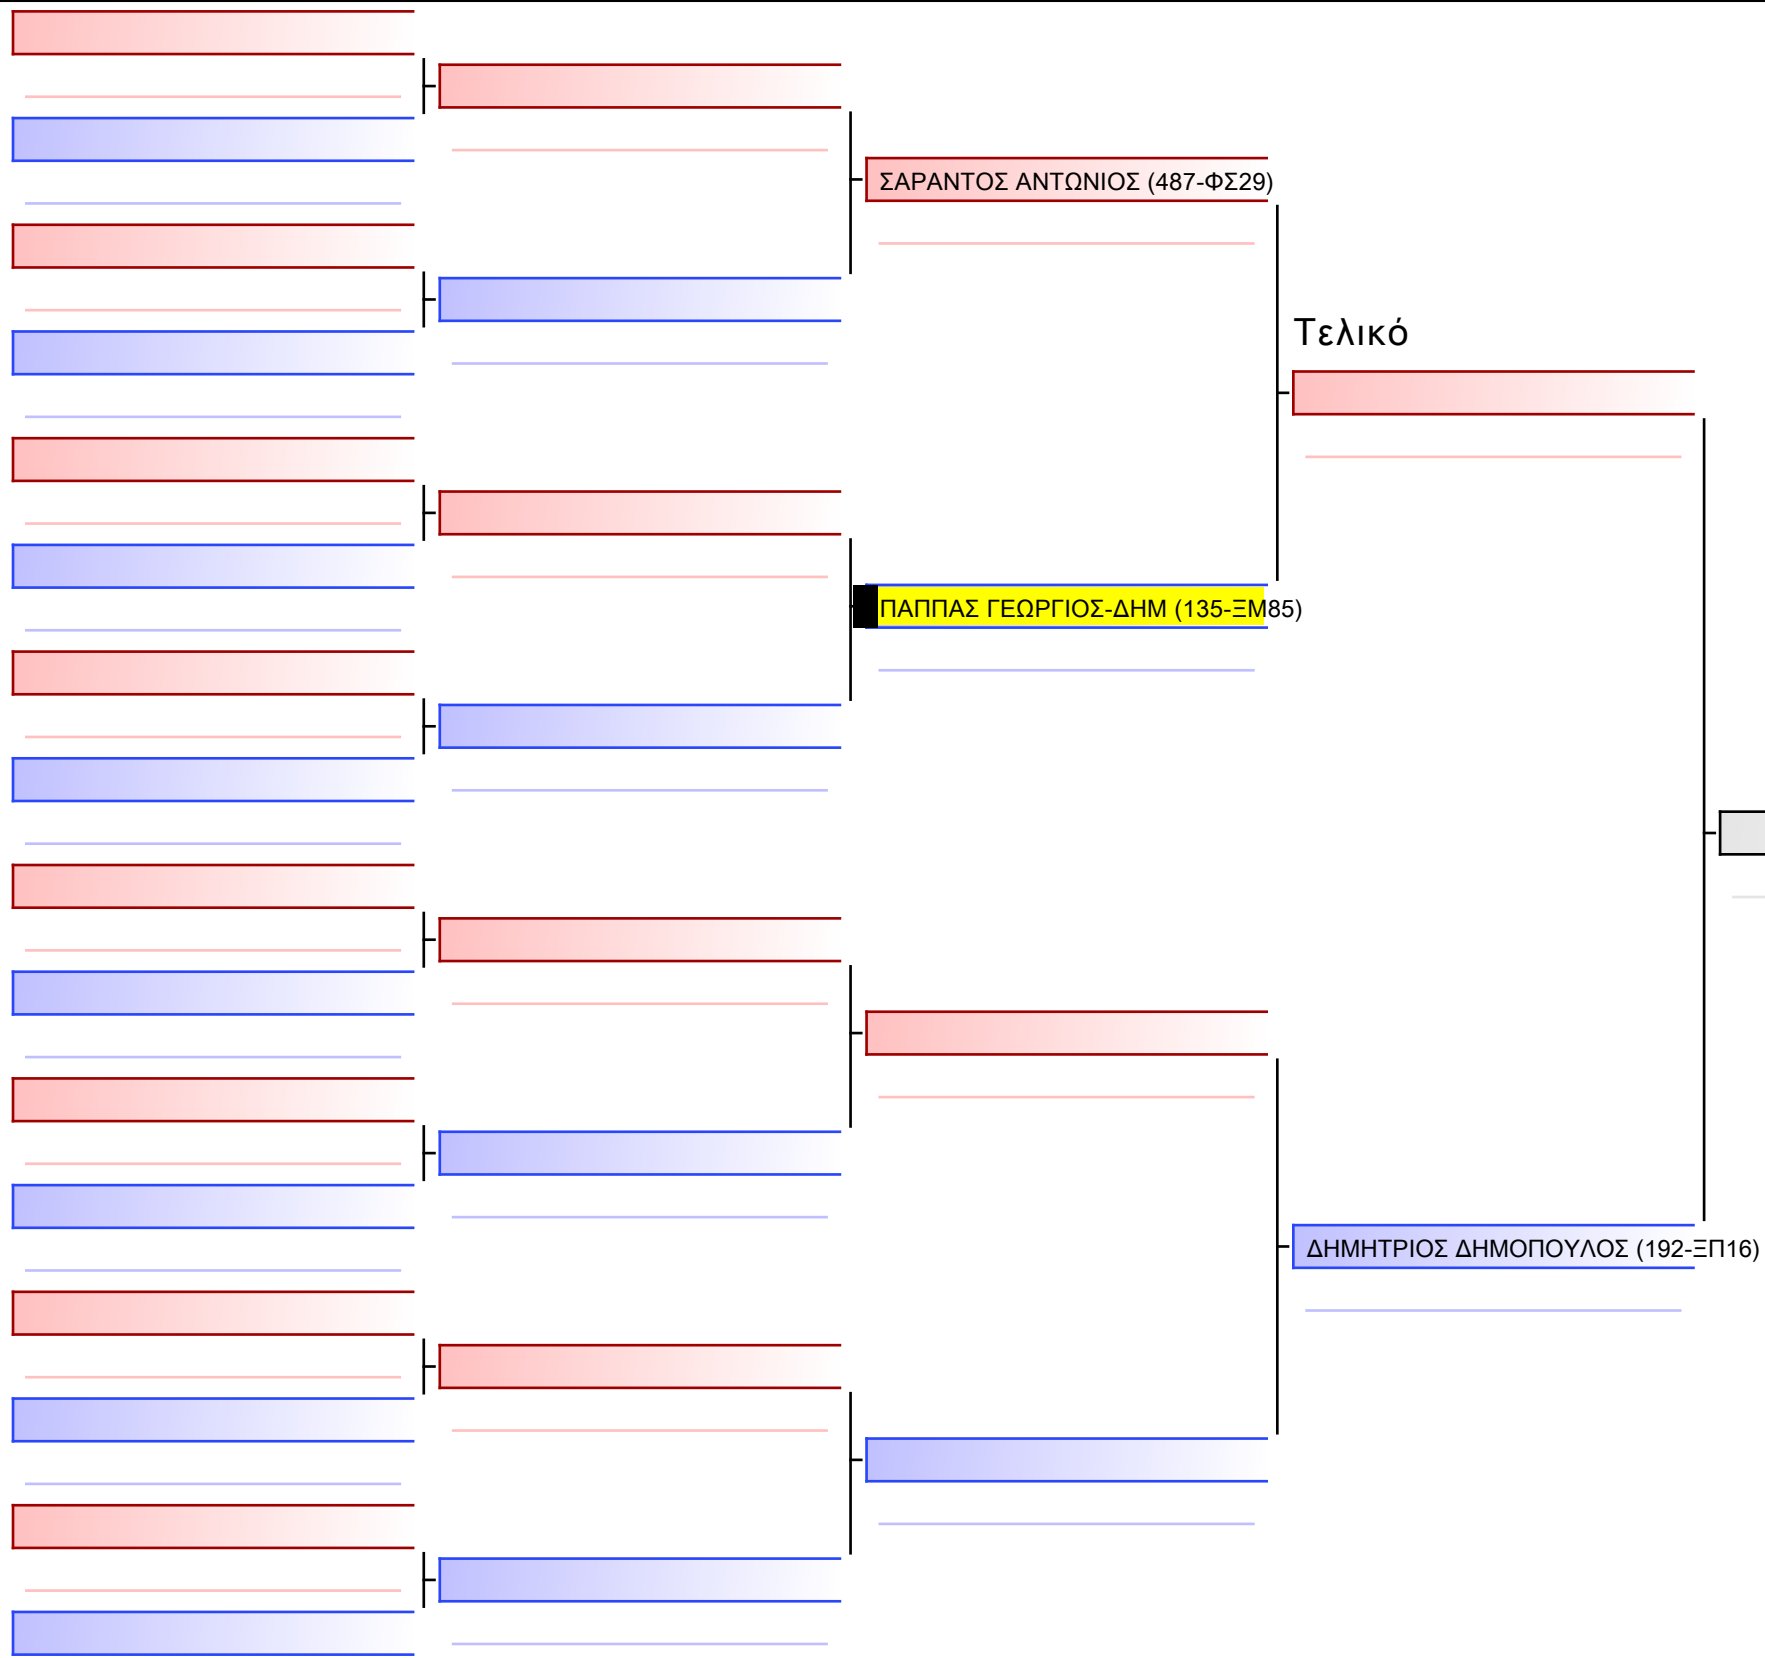 ΣΑΡΑΝΤΟΣ ΑΝΤΩΝΙΟΣ (487-ΦΣ29)
Τελικό
ΠΑΠΠΑΣ ΓΕΩΡΓΙΟΣ-ΔΗΜ (135-ΞΜ85)
ΔΗΜΗΤΡΙΟΣ ΔΗΜΟΠΟΥΛΟΣ (192-ΞΠ16)